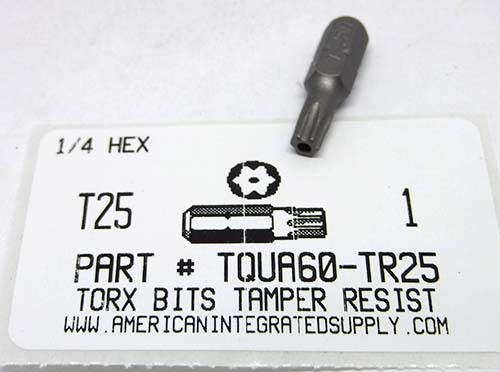 1/4 HEX
T25
1
PART # TQUA60-TR25
TORX BITS TAMPER RESIST
WWW.AMERICANINTEGRATEDSUPPLY.COM